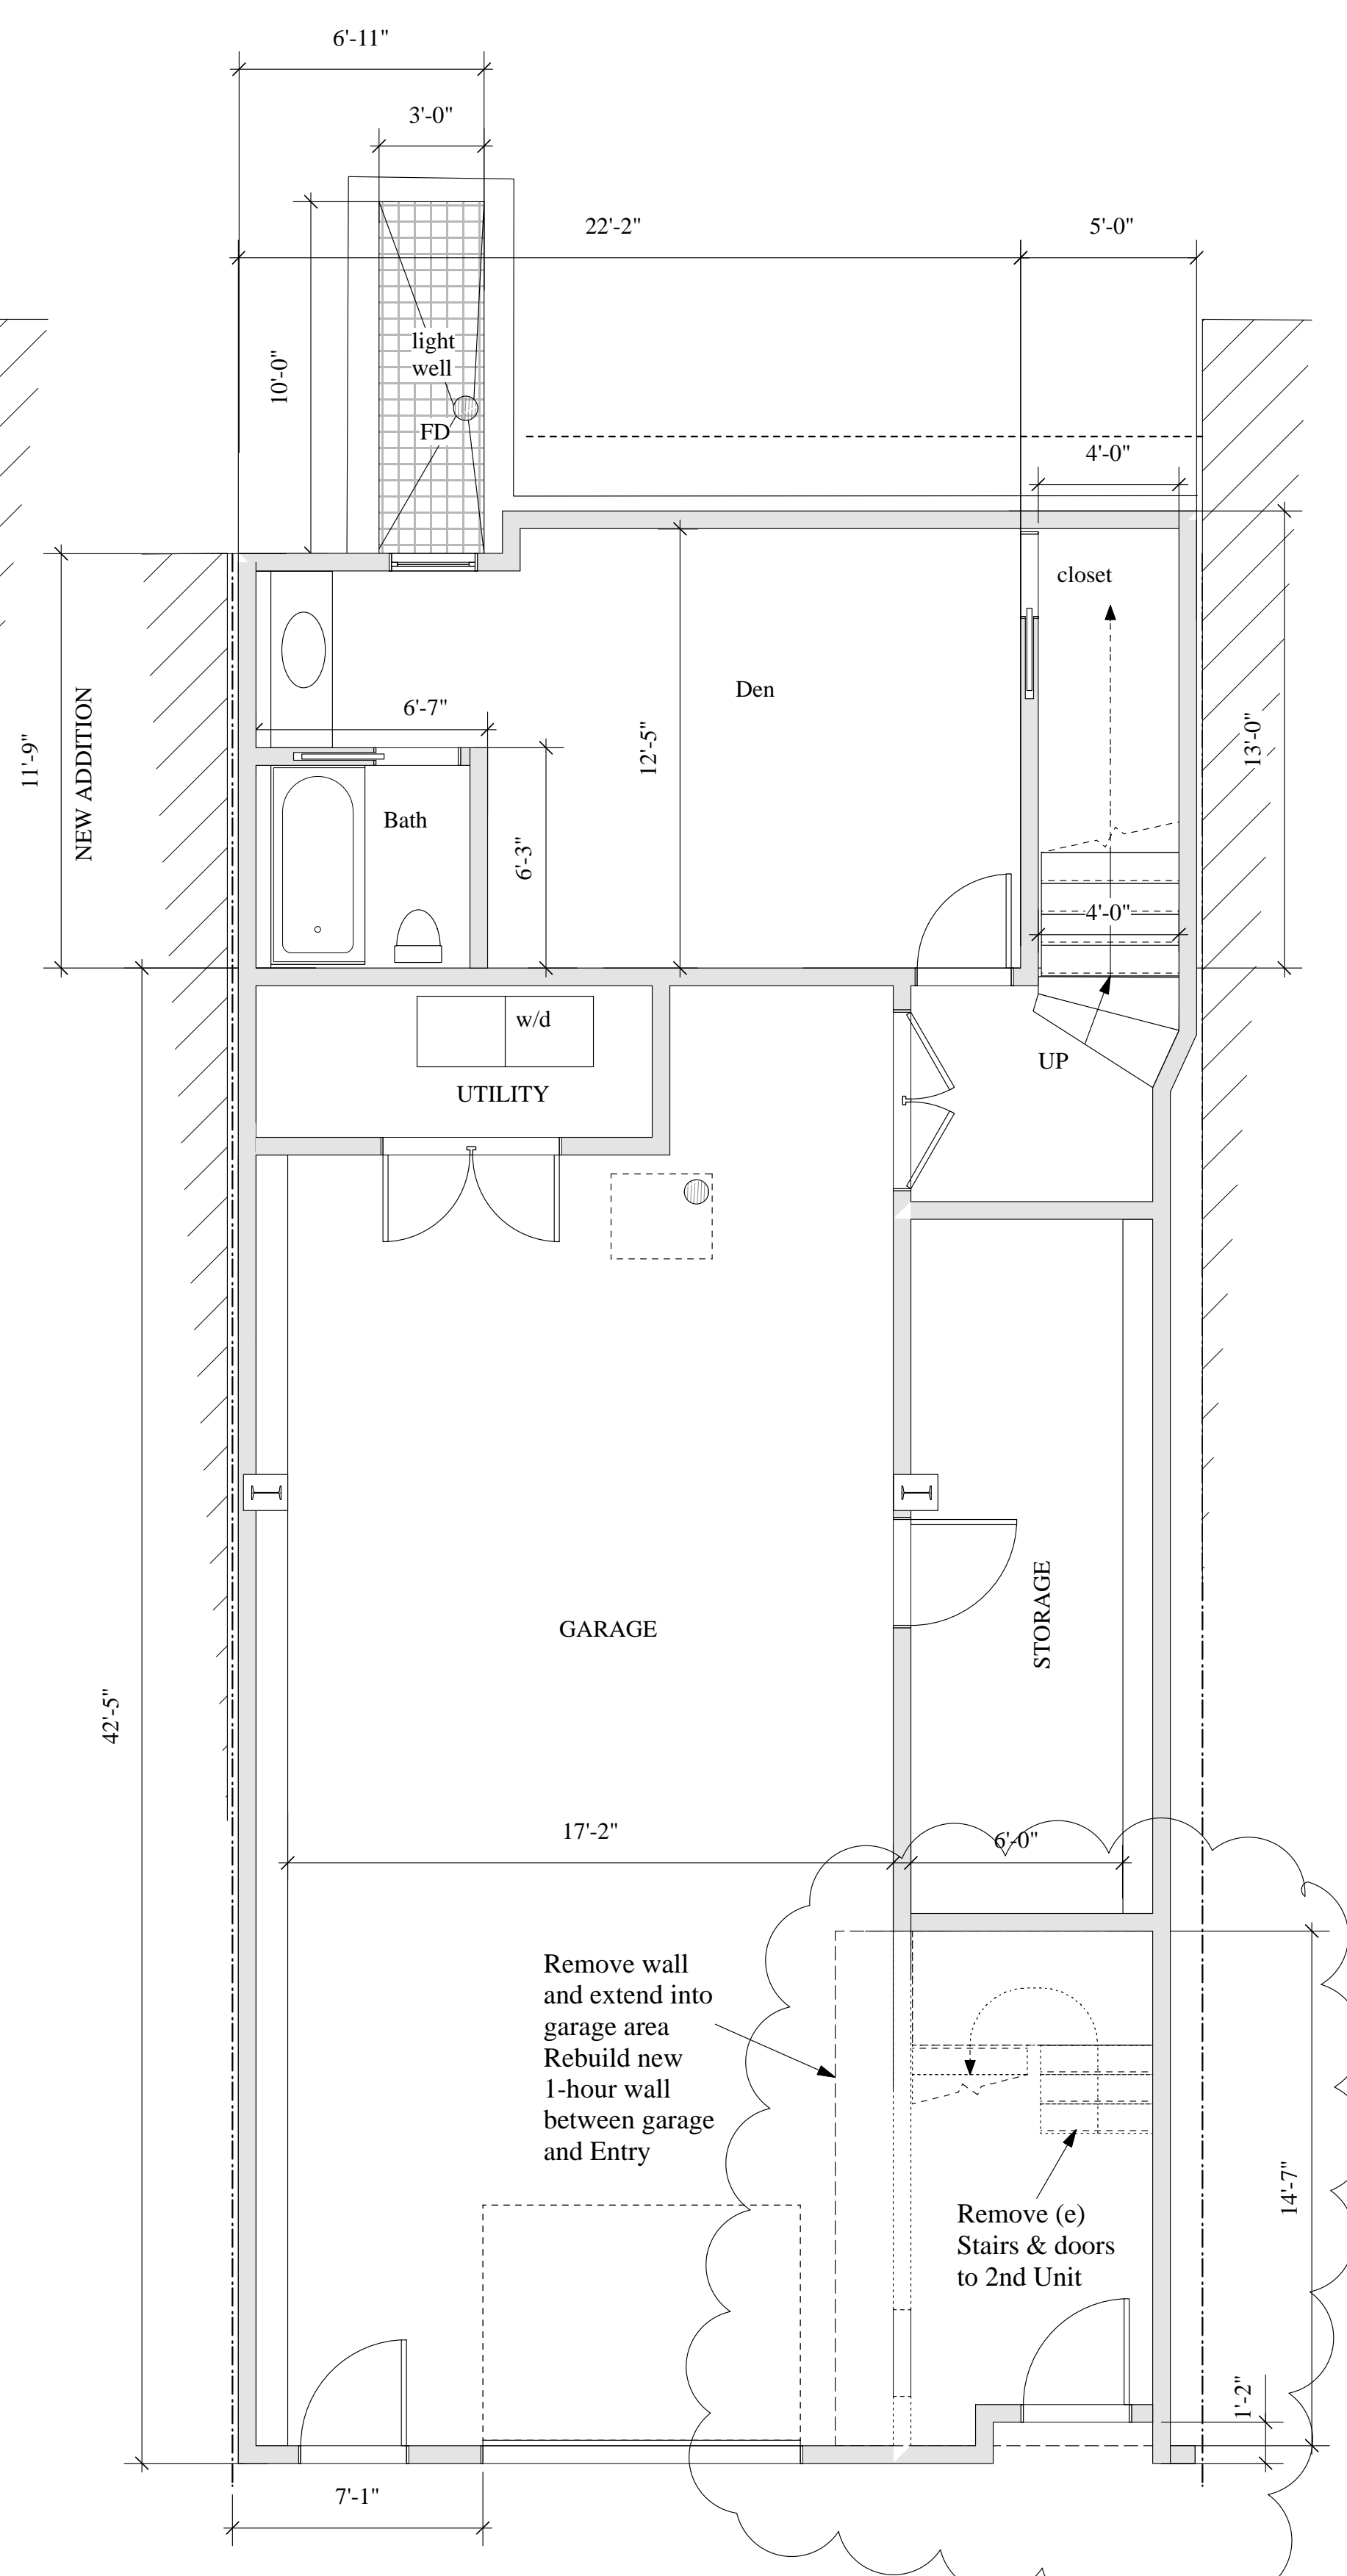 6'-11"
3'-0"
22'-2"
5'-0"
10'-0"
light
well
FD
4'-0"
closet
Den
6'-7"
11'-9"
NEW ADDITION
12'-5"
13'-0"
Bath
6'-3"
4'-0"
w/d
UP
UTILITY
GARAGE
STORAGE
42'-5"
17'-2"
6'-0"
Remove wall
and extend into
garage area
Rebuild new
1-hour wall
between garage
and Entry
14'-7"
Remove (e)
Stairs & doors
to 2nd Unit
1'-2"
7'-1"